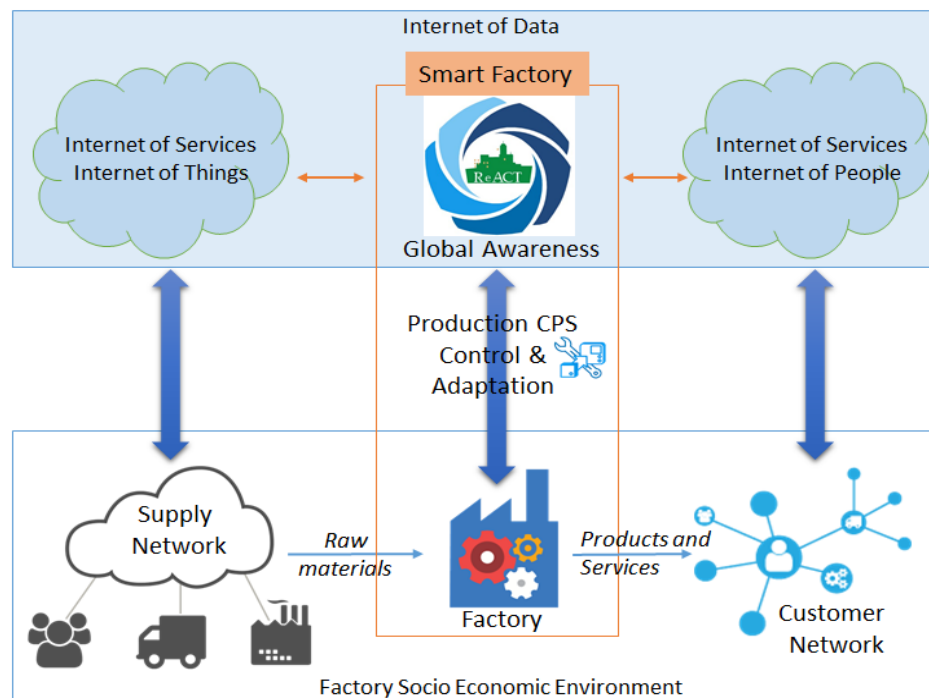 Internet of Data
Smart Factory
Internet of Services
Internet of Things
ReACT
Global Awareness
Internet of Services
Internet of People
Production CPS
Control &
Adaptation
Supply
Network
Raw
materials
Factory
Products and
Services
Customer
Network
Factory Socio Economic Environment